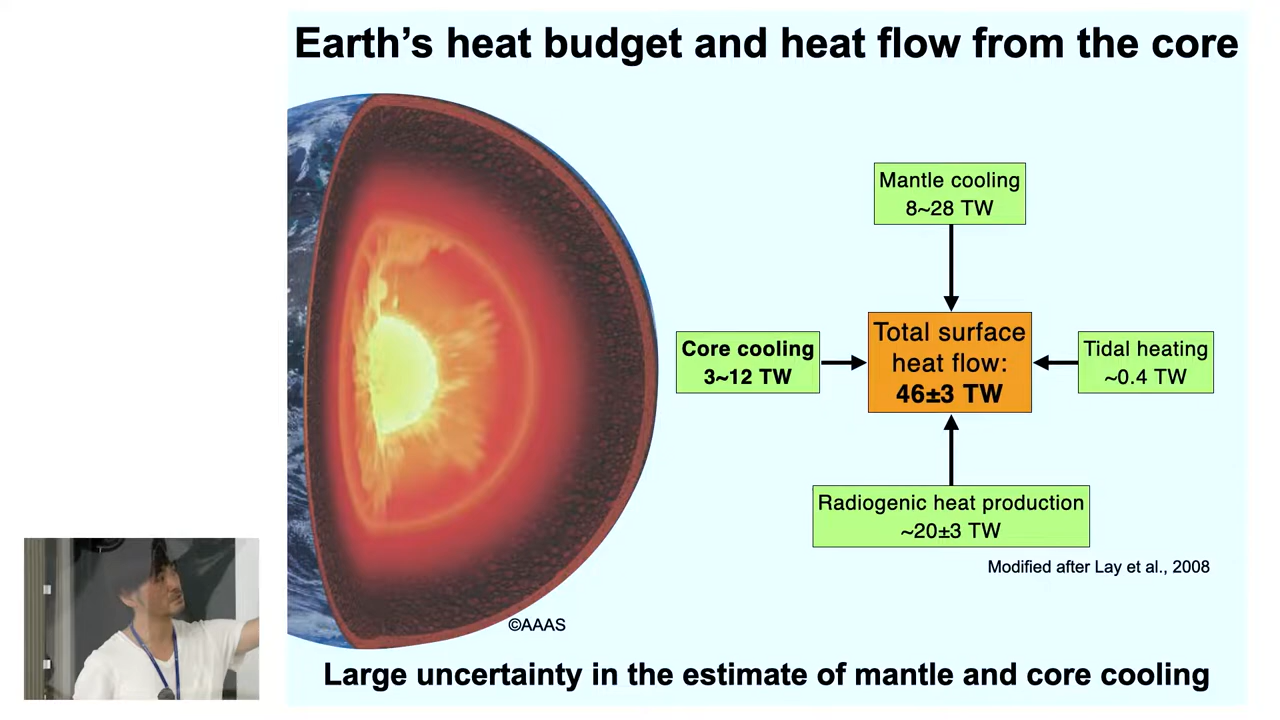 Earth's heat budget and heat flow from the core
Mantle cooling
8~28 TW
Core cooling
3~12 TW
Total surface
heat flow:
46±3 TW
Tidal heating
~0.4 TW
Radiogenic heat production
~20±3 TW
Modified after Lay et al., 2008
©AAAS
Large uncertainty in the estimate of mantle and core cooling